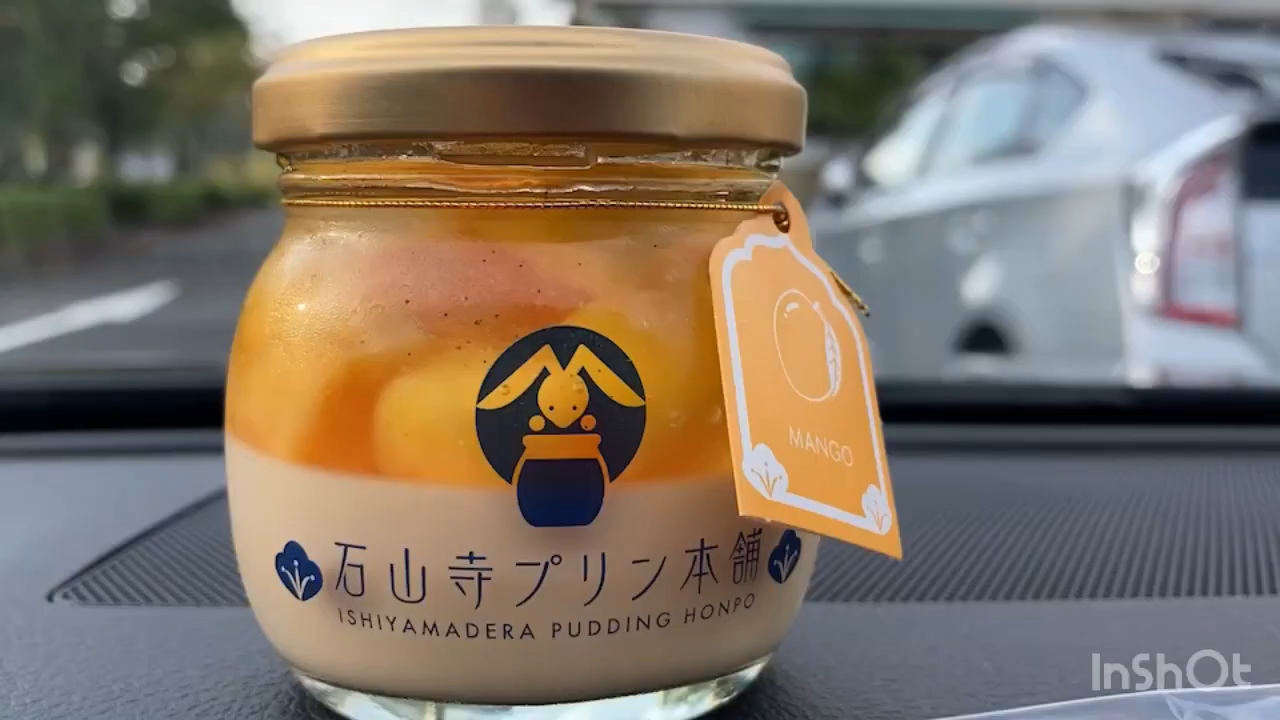 MANGO
石山寺プリン本舗
ISHIYAMADERA PUDDING HONPO
InShOt